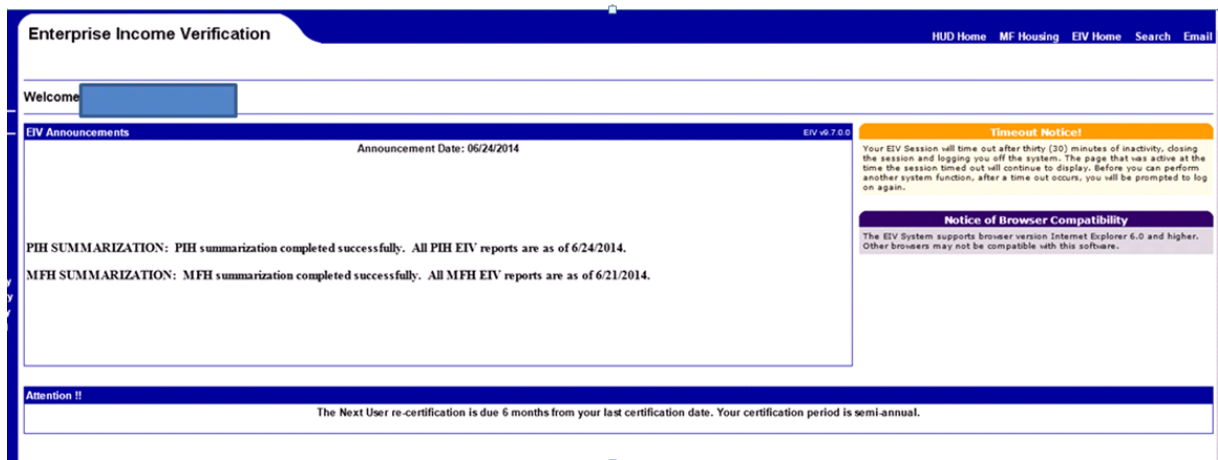 Enterprise Income Verification
HUD Home MF Housing EIV Home Search Email
Welcome
EIV Announcements
EIV v9.7.0.0
Announcement Date: 06/24/2014
PIH SUMMARIZATION: PIH summarization completed successfully. All PIH EIV reports are as of 6/24/2014.
MFH SUMMARIZATION: MFH summarization completed successfully. All MFH EIV reports are as of 6/21/2014.
Timeout Notice!
Your EIV Session will time out after thirty (30) minutes of inactivity, closing
the session and logging you off the system. The page that was active at the
time the session timed out will continue to display. Before you can perform
another system function, after a time out occurs, you will be prompted to log
on again.
Notice of Browser Compatibility
The EIV System supports browser version Internet Explorer 6.0 and higher.
Other browsers may not be compatible with this software.
Attention !!
The Next User re-certification is due 6 months from your last certification date. Your certification period is semi-annual.